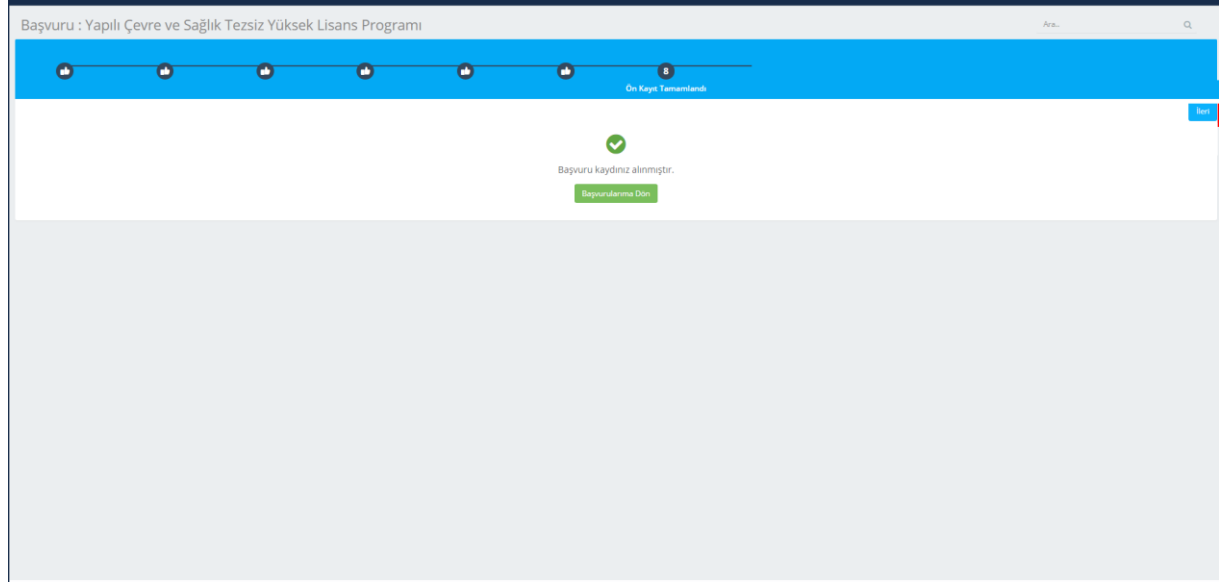 Başvuru : Yapılı Çevre ve Sağlık Tezsiz Yüksek Lisans Programı
Ara..
8
Ön Kayıt Tamamlandı
İleri
Başvuru kaydınız alınmıştır.
Başvurularıma Dön